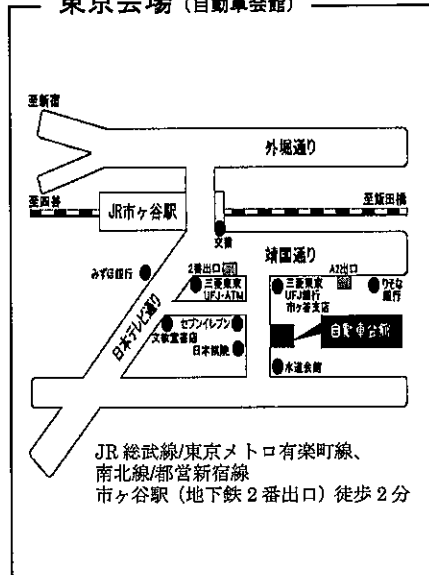 東京会場（自動車会館）
至新宿
外堀通り
至四谷
JR市ヶ谷駅
至飯田橋
交番
靖国通り
みずほ銀行
2番出口
A2出口
三菱東京
UFJ-ATM
三菱東京
UFJ銀行
市ヶ谷支店
りそな
銀行
日本テレビ通り
セブンイレブン
文教堂書店
日本棋院
自動車会館
水道会館
JR 総武線/東京メトロ有楽町線、
南北線/都営新宿線
市ヶ谷駅（地下鉄 2 番出口）徒歩 2 分